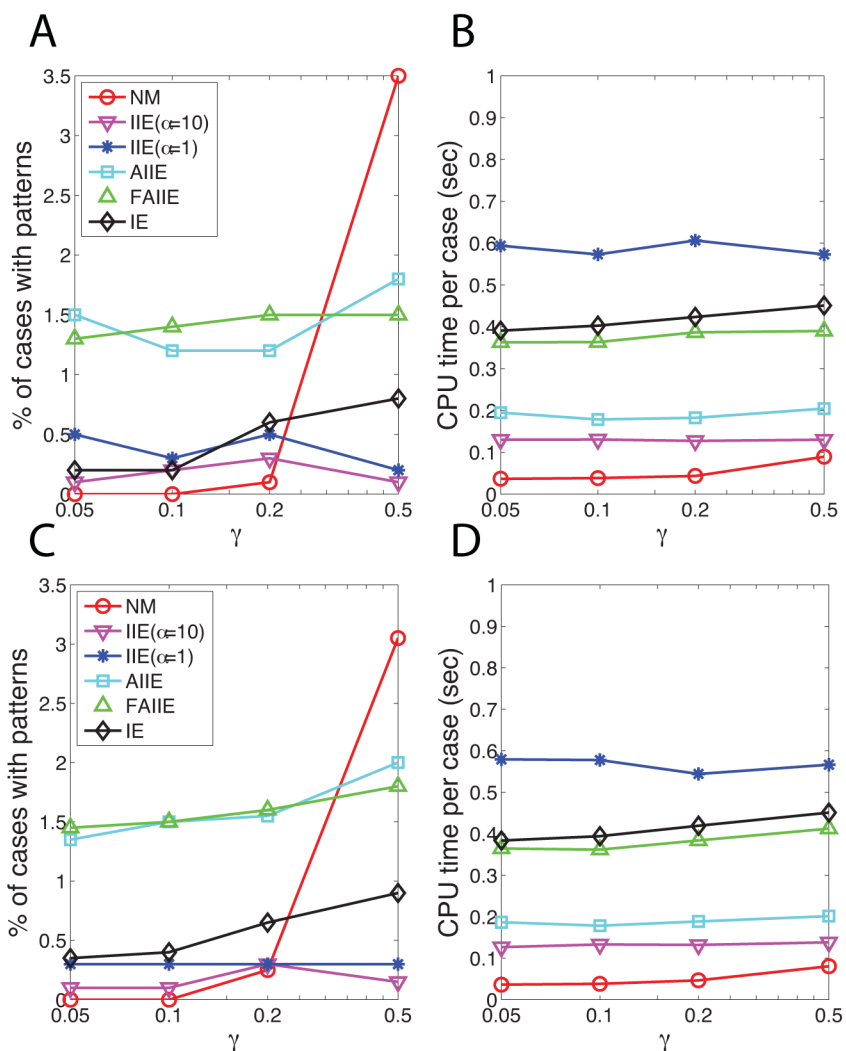 A
% of cases with patterns
3.5
3
2.5
2
1.5
1
0.5
0
NM
IIE(α=10)
IIE(α=1)
AIIE
FAIIE
IE
0.05 0.1 0.2 0.5
γ
B
CPU time per case (sec)
1
0.9
0.8
0.7
0.6
0.5
0.4
0.3
0.2
0.1
0
0.05 0.1 0.2 0.5
γ
C
% of cases with patterns
3.5
3
2.5
2
1.5
1
0.5
0
NM
IIE(α=10)
IIE(α=1)
AIIE
FAIIE
IE
0.05 0.1 0.2 0.5
γ
D
CPU time per case (sec)
1
0.9
0.8
0.7
0.6
0.5
0.4
0.3
0.2
0.1
0
0.05 0.1 0.2 0.5
γ